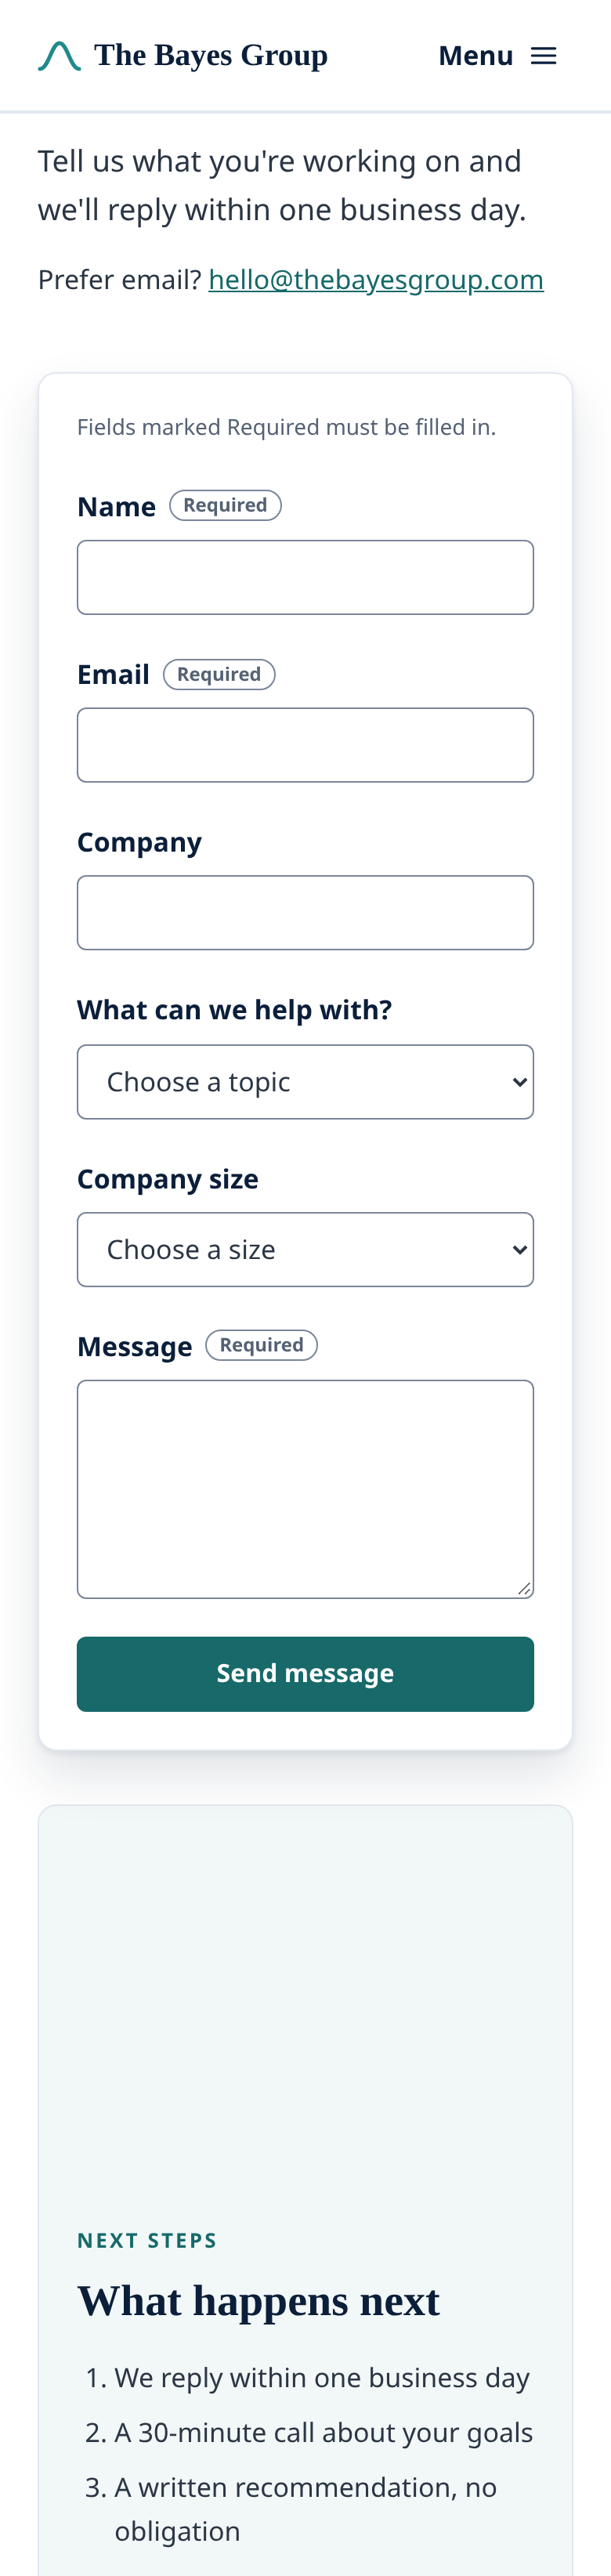 The Bayes Group
Menu
Tell us what you're working on and
we'll reply within one business day.
Prefer email? hello@thebayesgroup.com
Fields marked Required must be filled in.
Name Required
Email Required
Company
What can we help with?
Choose a topic
Company size
Choose a size
Message Required
Send message
NEXT STEPS
What happens next
1. We reply within one business day
2. A 30-minute call about your goals
3. A written recommendation, no
obligation